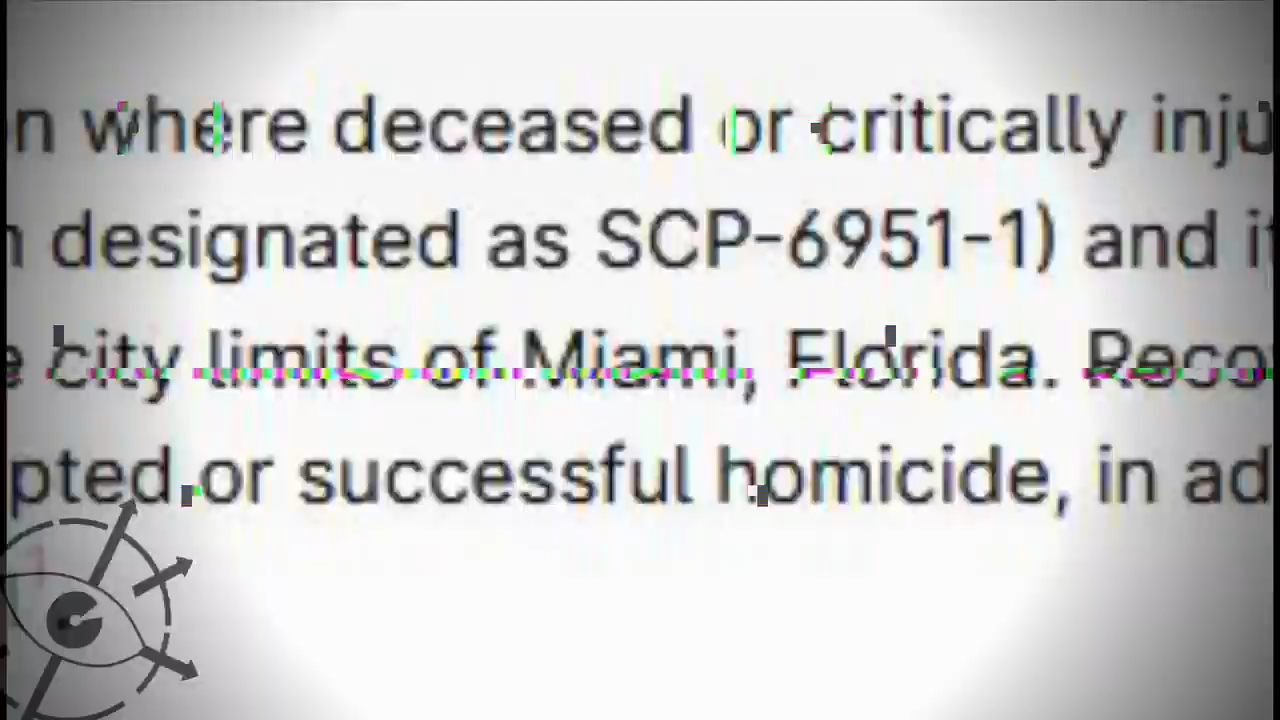 n where deceased or critically inju
n designated as SCP-6951-1) and it
e city limits of Miami, Florida. Reco
pted or successful homicide, in ad